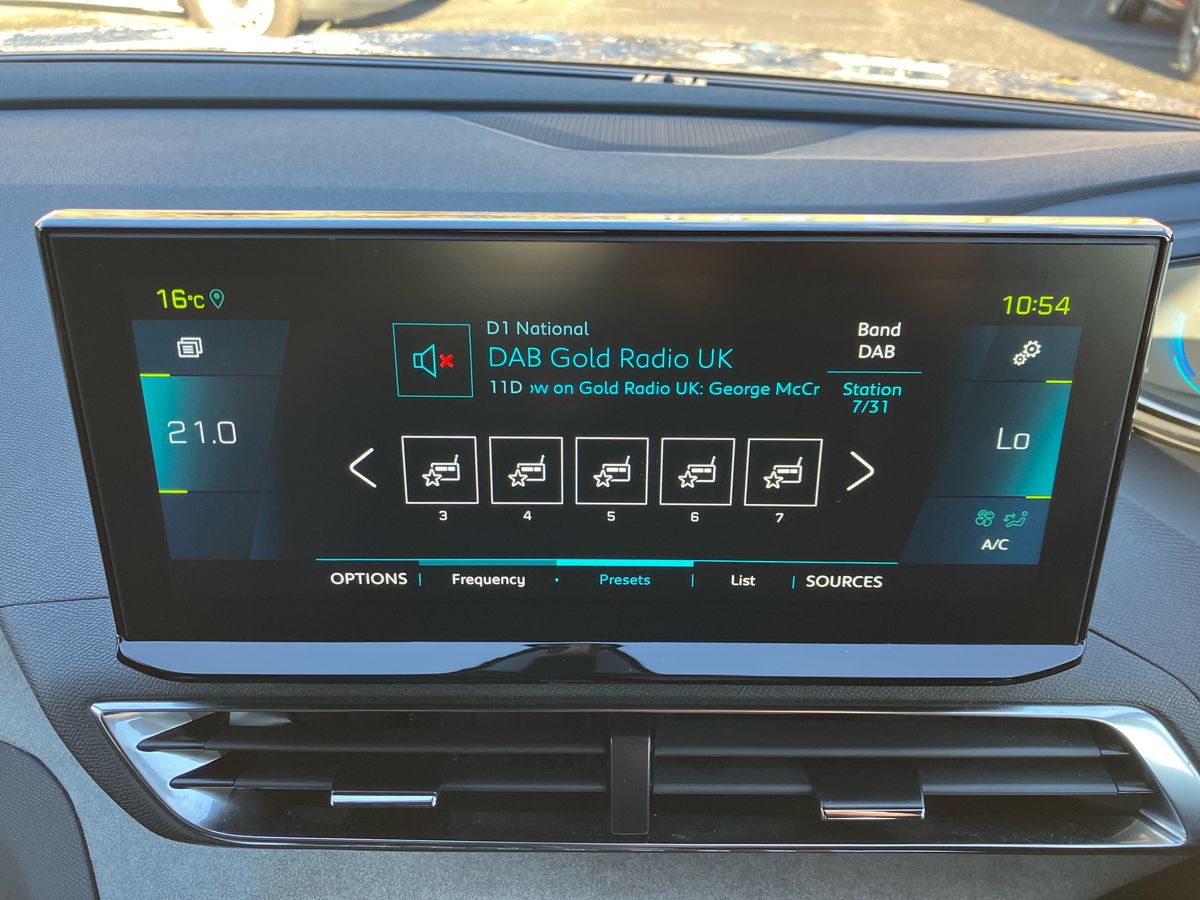 16°C
10:54
D1 National
DAB Gold Radio UK
11D ow on Gold Radio UK: George McCr
Band
DAB
Station
7/31
21.0
Lo
3 4 5 6 7
A/C
OPTIONS | Frequency • Presets | List | SOURCES